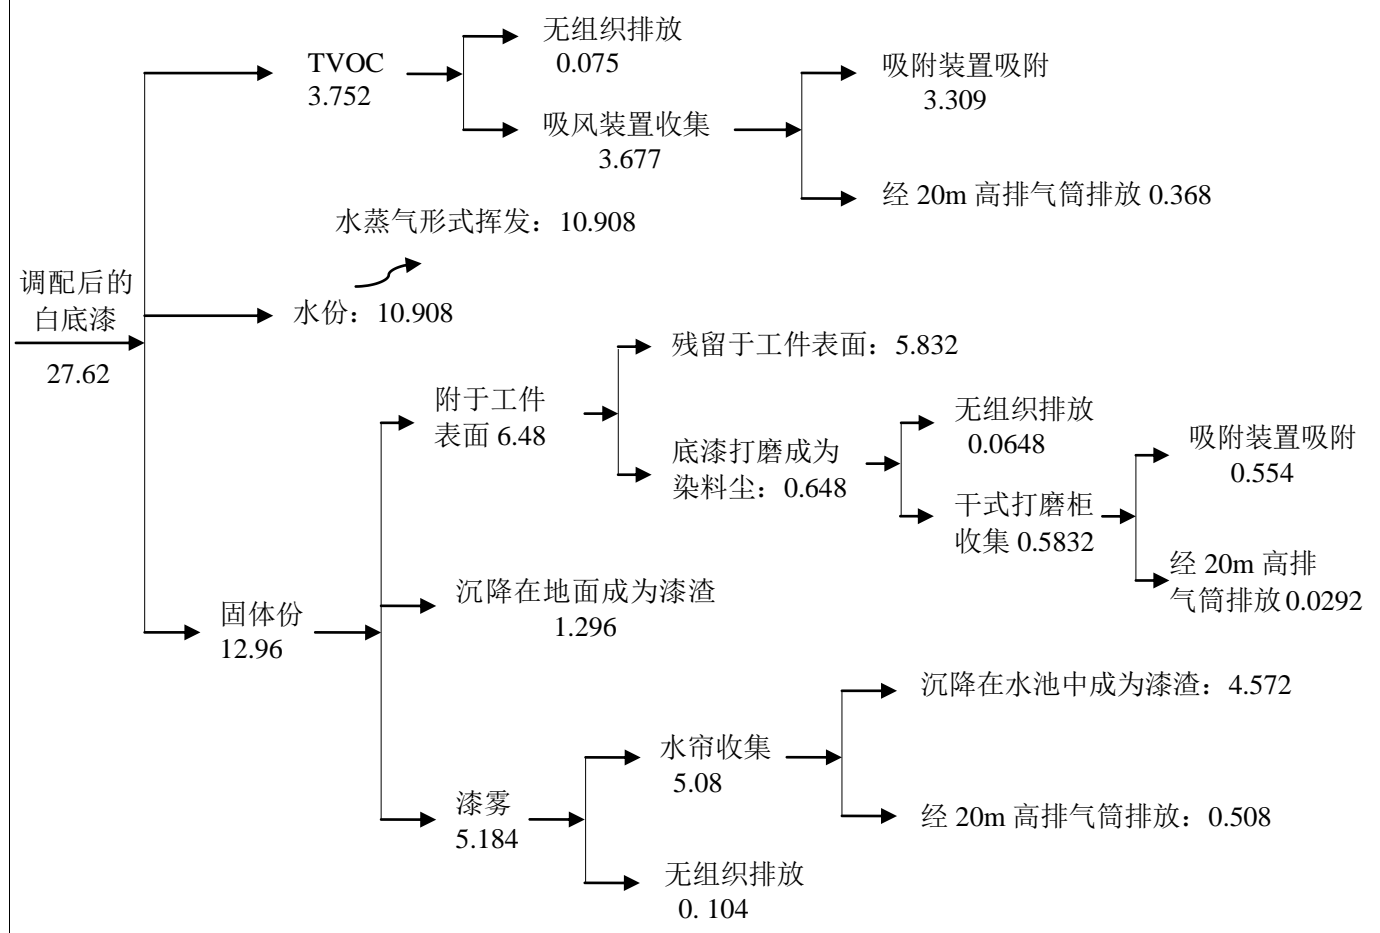 无组织排放
0.075
TVOC
3.752
吸附装置吸附
3.309
吸风装置收集
3.677
经 20m 高排气筒排放 0.368
水蒸气形式挥发：10.908
调配后的
白底漆
27.62
水份：10.908
残留于工件表面：5.832
附于工件
表面 6.48
无组织排放
0.0648
底漆打磨成为
染料尘：0.648
吸附装置吸附
0.554
干式打磨柜
收集 0.5832
经 20m 高排
气筒排放 0.0292
沉降在地面成为漆渣
1.296
固体份
12.96
沉降在水池中成为漆渣：4.572
水帘收集
5.08
漆雾
5.184
经 20m 高排气筒排放：0.508
无组织排放
0. 104